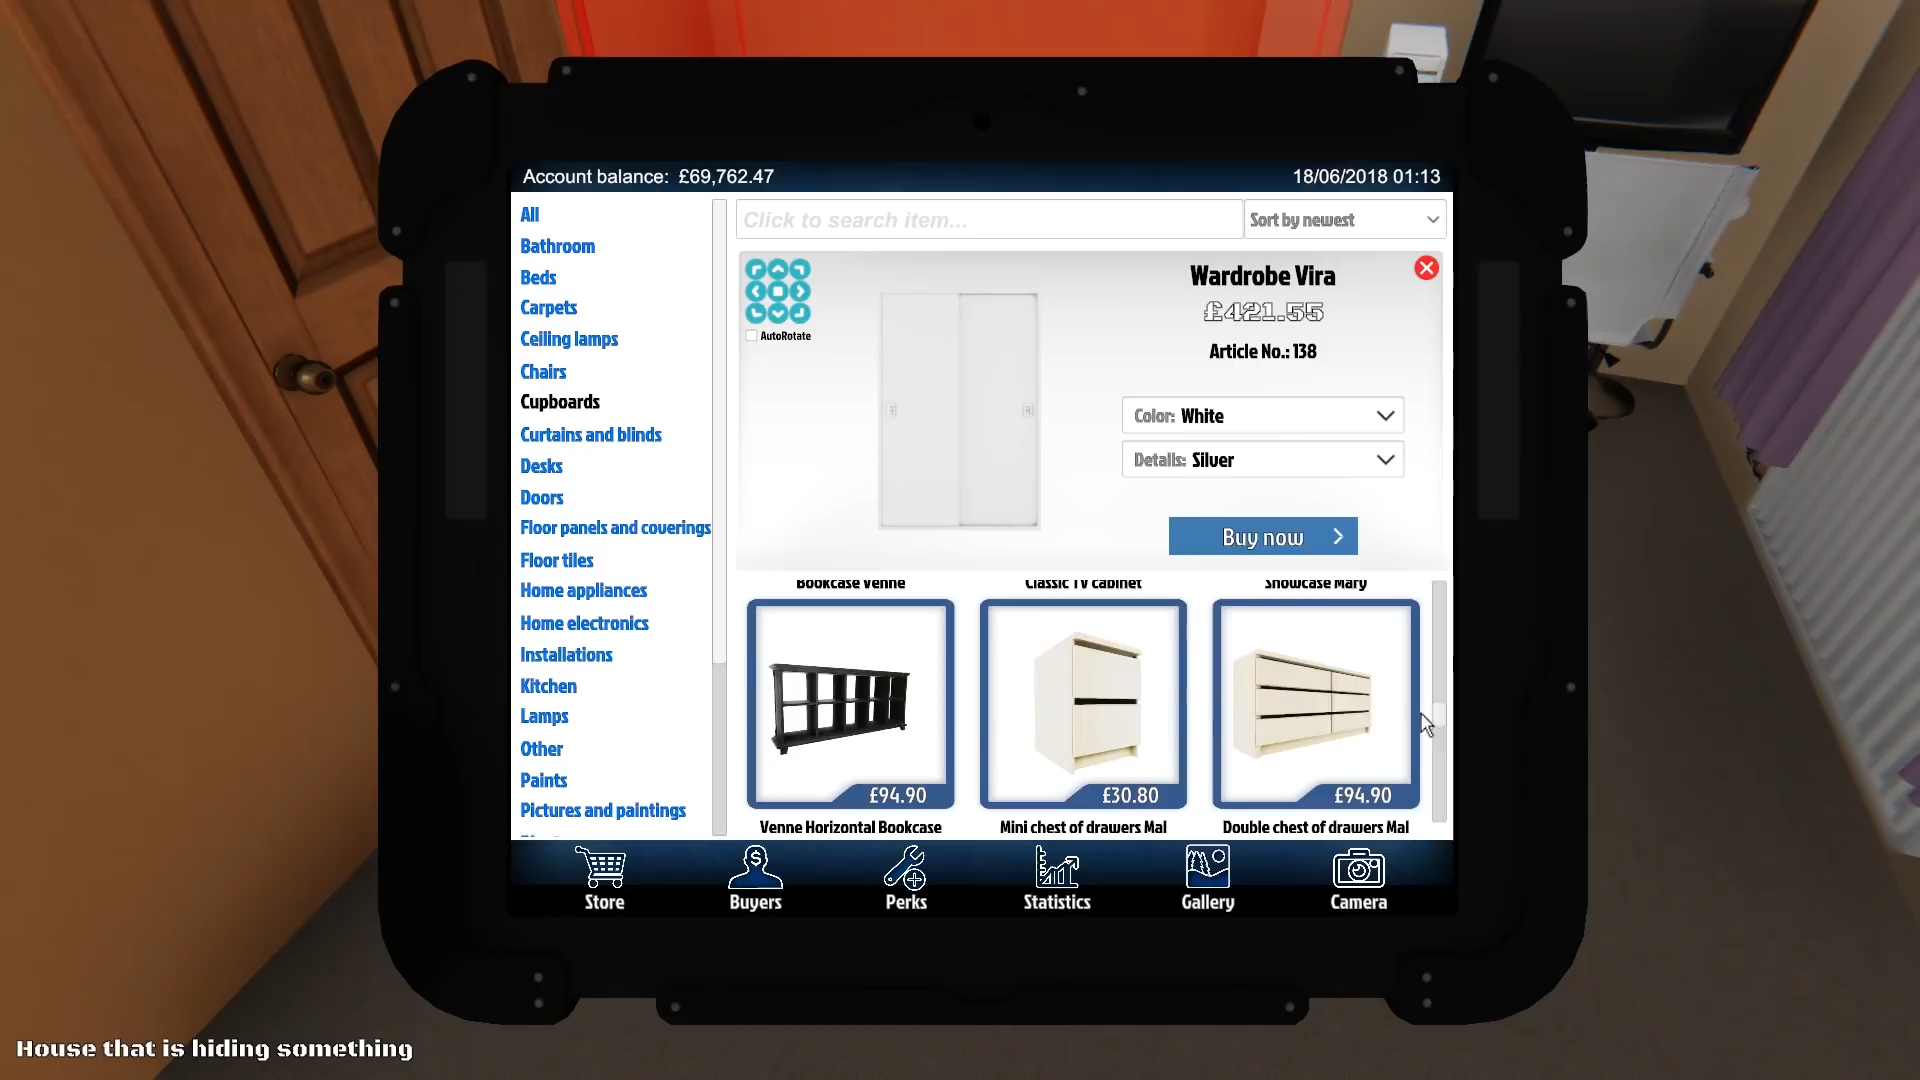 Account balance: £69,762.47
18/06/2018 01:13
All
Bathroom
Beds
Carpets
Ceiling lamps
Chairs
Cupboards
Curtains and blinds
Desks
Doors
Floor panels and coverings
Floor tiles
Home appliances
Home electronics
Installations
Kitchen
Lamps
Other
Paints
Pictures and paintings
Click to search item...
Sort by newest
AutoRotate
Wardrobe Vira
£421.55
Article No.: 138
Color: White
Details: Silver
Buy now
Bookcase Venne
Classic TV cabinet
Showcase Mary
£94.90
£30.80
£94.90
Venne Horizontal Bookcase
Mini chest of drawers Mal
Double chest of drawers Mal
Store
Buyers
Perks
Statistics
Gallery
Camera
House that is hiding something